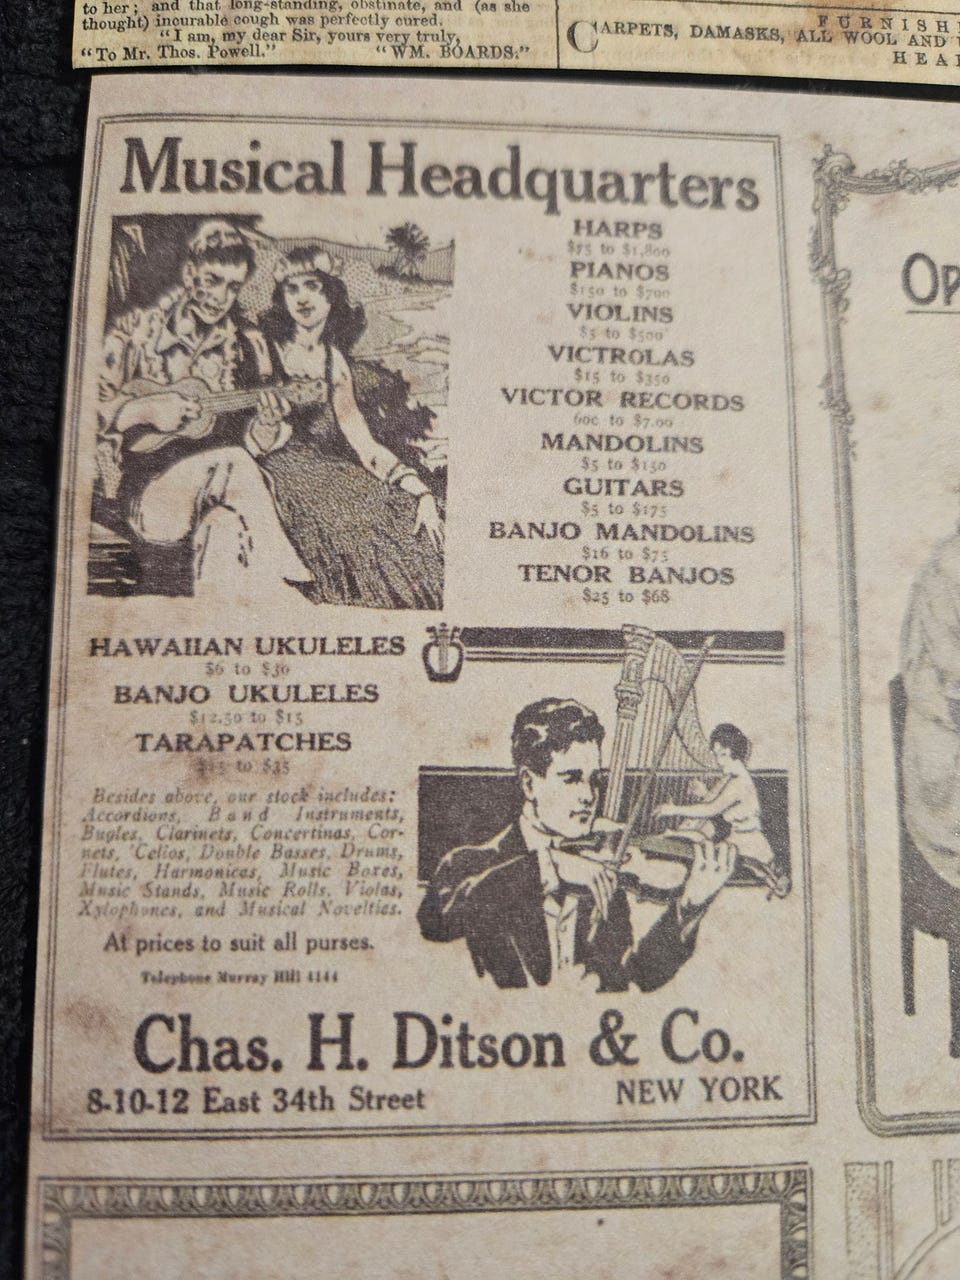 to her; and that long-standing, obstinate, and (as she
thought) incurable cough was perfectly cured.
"I am, my dear Sir, yours very truly,
"To Mr. Thos. Powell." "WM. BOARDS."
FURNISH
CARPETS, DAMASKS, ALL WOOL AND
HEA
Musical Headquarters
HARPS
$75 to $1,800
PIANOS
$150 to $700
VIOLINS
$5 to $500
VICTROLAS
$15 to $350
VICTOR RECORDS
60c to $7.00
MANDOLINS
$5 to $150
GUITARS
$5 to $175
BANJO MANDOLINS
$16 to $75
TENOR BANJOS
$25 to $68
HAWAIIAN UKULELES
$6 to $30
BANJO UKULELES
$12.50 to $15
TARAPATCHES
$15 to $35
Besides above, our stock includes:
Accordions, Band Instruments,
Bugles, Clarinets, Concertinas, Cor-
nets, 'Cellos, Double Basses, Drums,
Flutes, Harmonicas, Music Boxes,
Music Stands, Music Rolls, Violas,
Xylophones, and Musical Novelties.
At prices to suit all purses.
Telephone Murray Hill 4144
Chas. H. Ditson & Co.
8-10-12 East 34th Street NEW YORK
Op